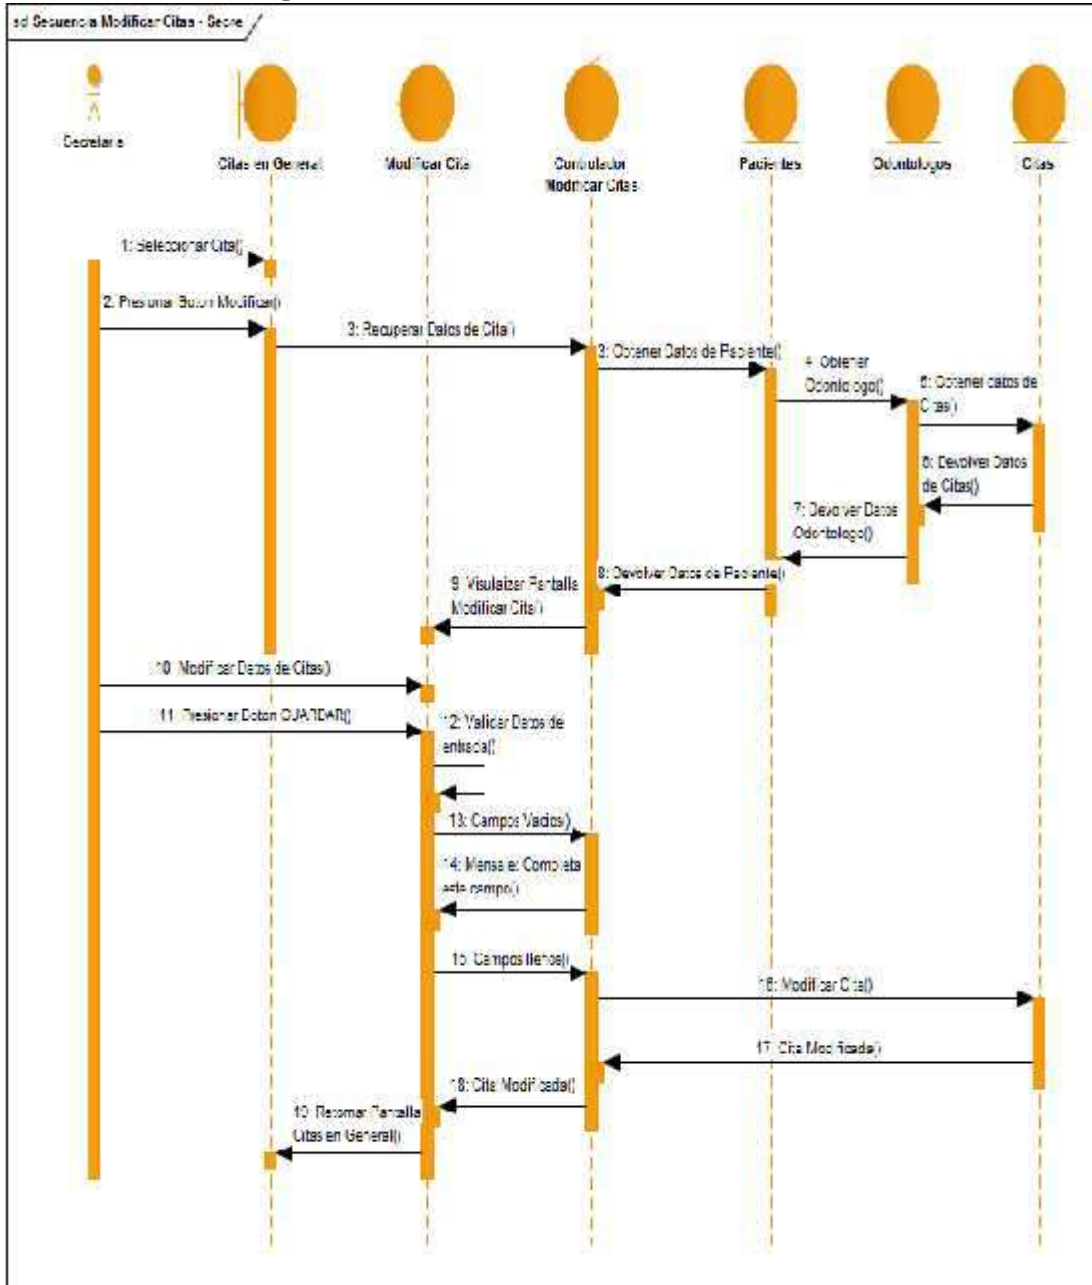 sd Secuencia Modificar Citas - Secre
Secretaria
Citas en General
Modificar Cita
Controlador
Modificar Citas
Pacientes
Odontologos
Citas
1: Seleccionar Cita()
2: Presionar Boton Modificar()
3: Recuperar Datos de Cita()
3: Obtener Datos de Paciente()
4: Obtener
Odontologo()
5: Obtener datos de
Citas()
6: Devolver Datos
de Citas()
7: Devolver Datos
Odontologo()
8: Devolver Datos de Paciente()
9: Visulaizar Pantalla
Modificar Cita()
10: Modificar Datos de Citas()
11: Presionar Boton GUARDAR()
12: Validar Datos de
entrada()
13: Campos Vacios()
14: Mensaje: Completa
este campo()
15: Campos llenos()
16: Modificar Cita()
17: Cita Modificada()
18: Cita Modificada()
19: Retornar Pantalla
Citas en General()